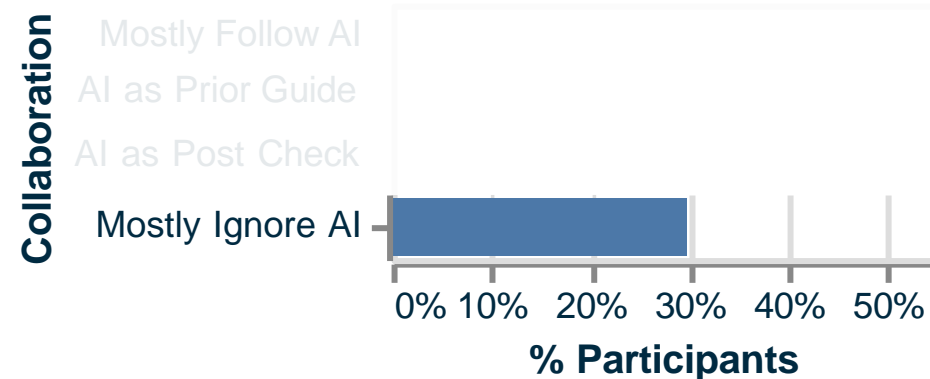 Collaboration
Mostly Follow AI
AI as Prior Guide
AI as Post Check
Mostly Ignore AI
0% 10% 20% 30% 40% 50%
% Participants